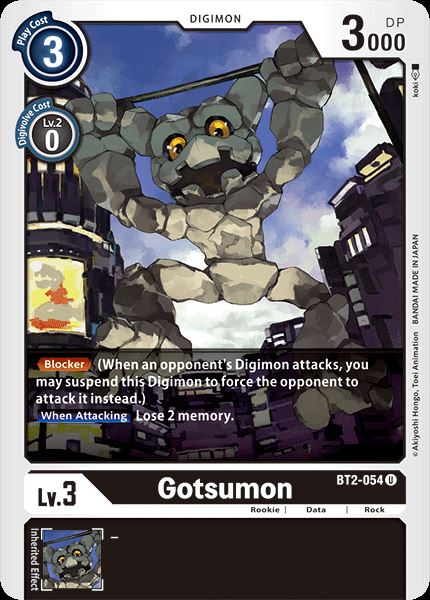 Play Cost
3
DIGIMON
DP
3000
Digivolve Cost
Lv.2
0
koki
Blocker (When an opponent's Digimon attacks, you
may suspend this Digimon to force the opponent to
attack it instead.)
When Attacking Lose 2 memory.
© Akiyoshi Hongo, Toei Animation BANDAI MADE IN JAPAN
Lv.3
Gotsumon
BT2-054 U
Rookie | Data | Rock
Inherited Effect
–